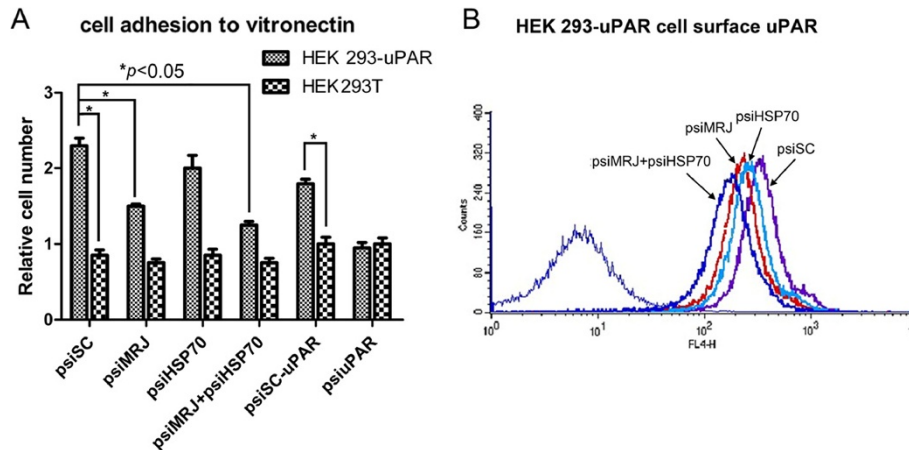 A
cell adhesion to vitronectin
HEK 293-uPAR
HEK293T
*p<0.05
*
*
*
3
2
1
0
Relative cell number
psiSC
psiMRJ
psiHSP70
psiMRJ+psiHSP70
psiSC-uPAR
psiuPAR
B
HEK 293-uPAR cell surface uPAR
psiHSP70
psiMRJ
psiSC
psiMRJ+psiHSP70
400
320
240
160
80
0
Counts
10^0
10^1
10^2
10^3
FL4-H